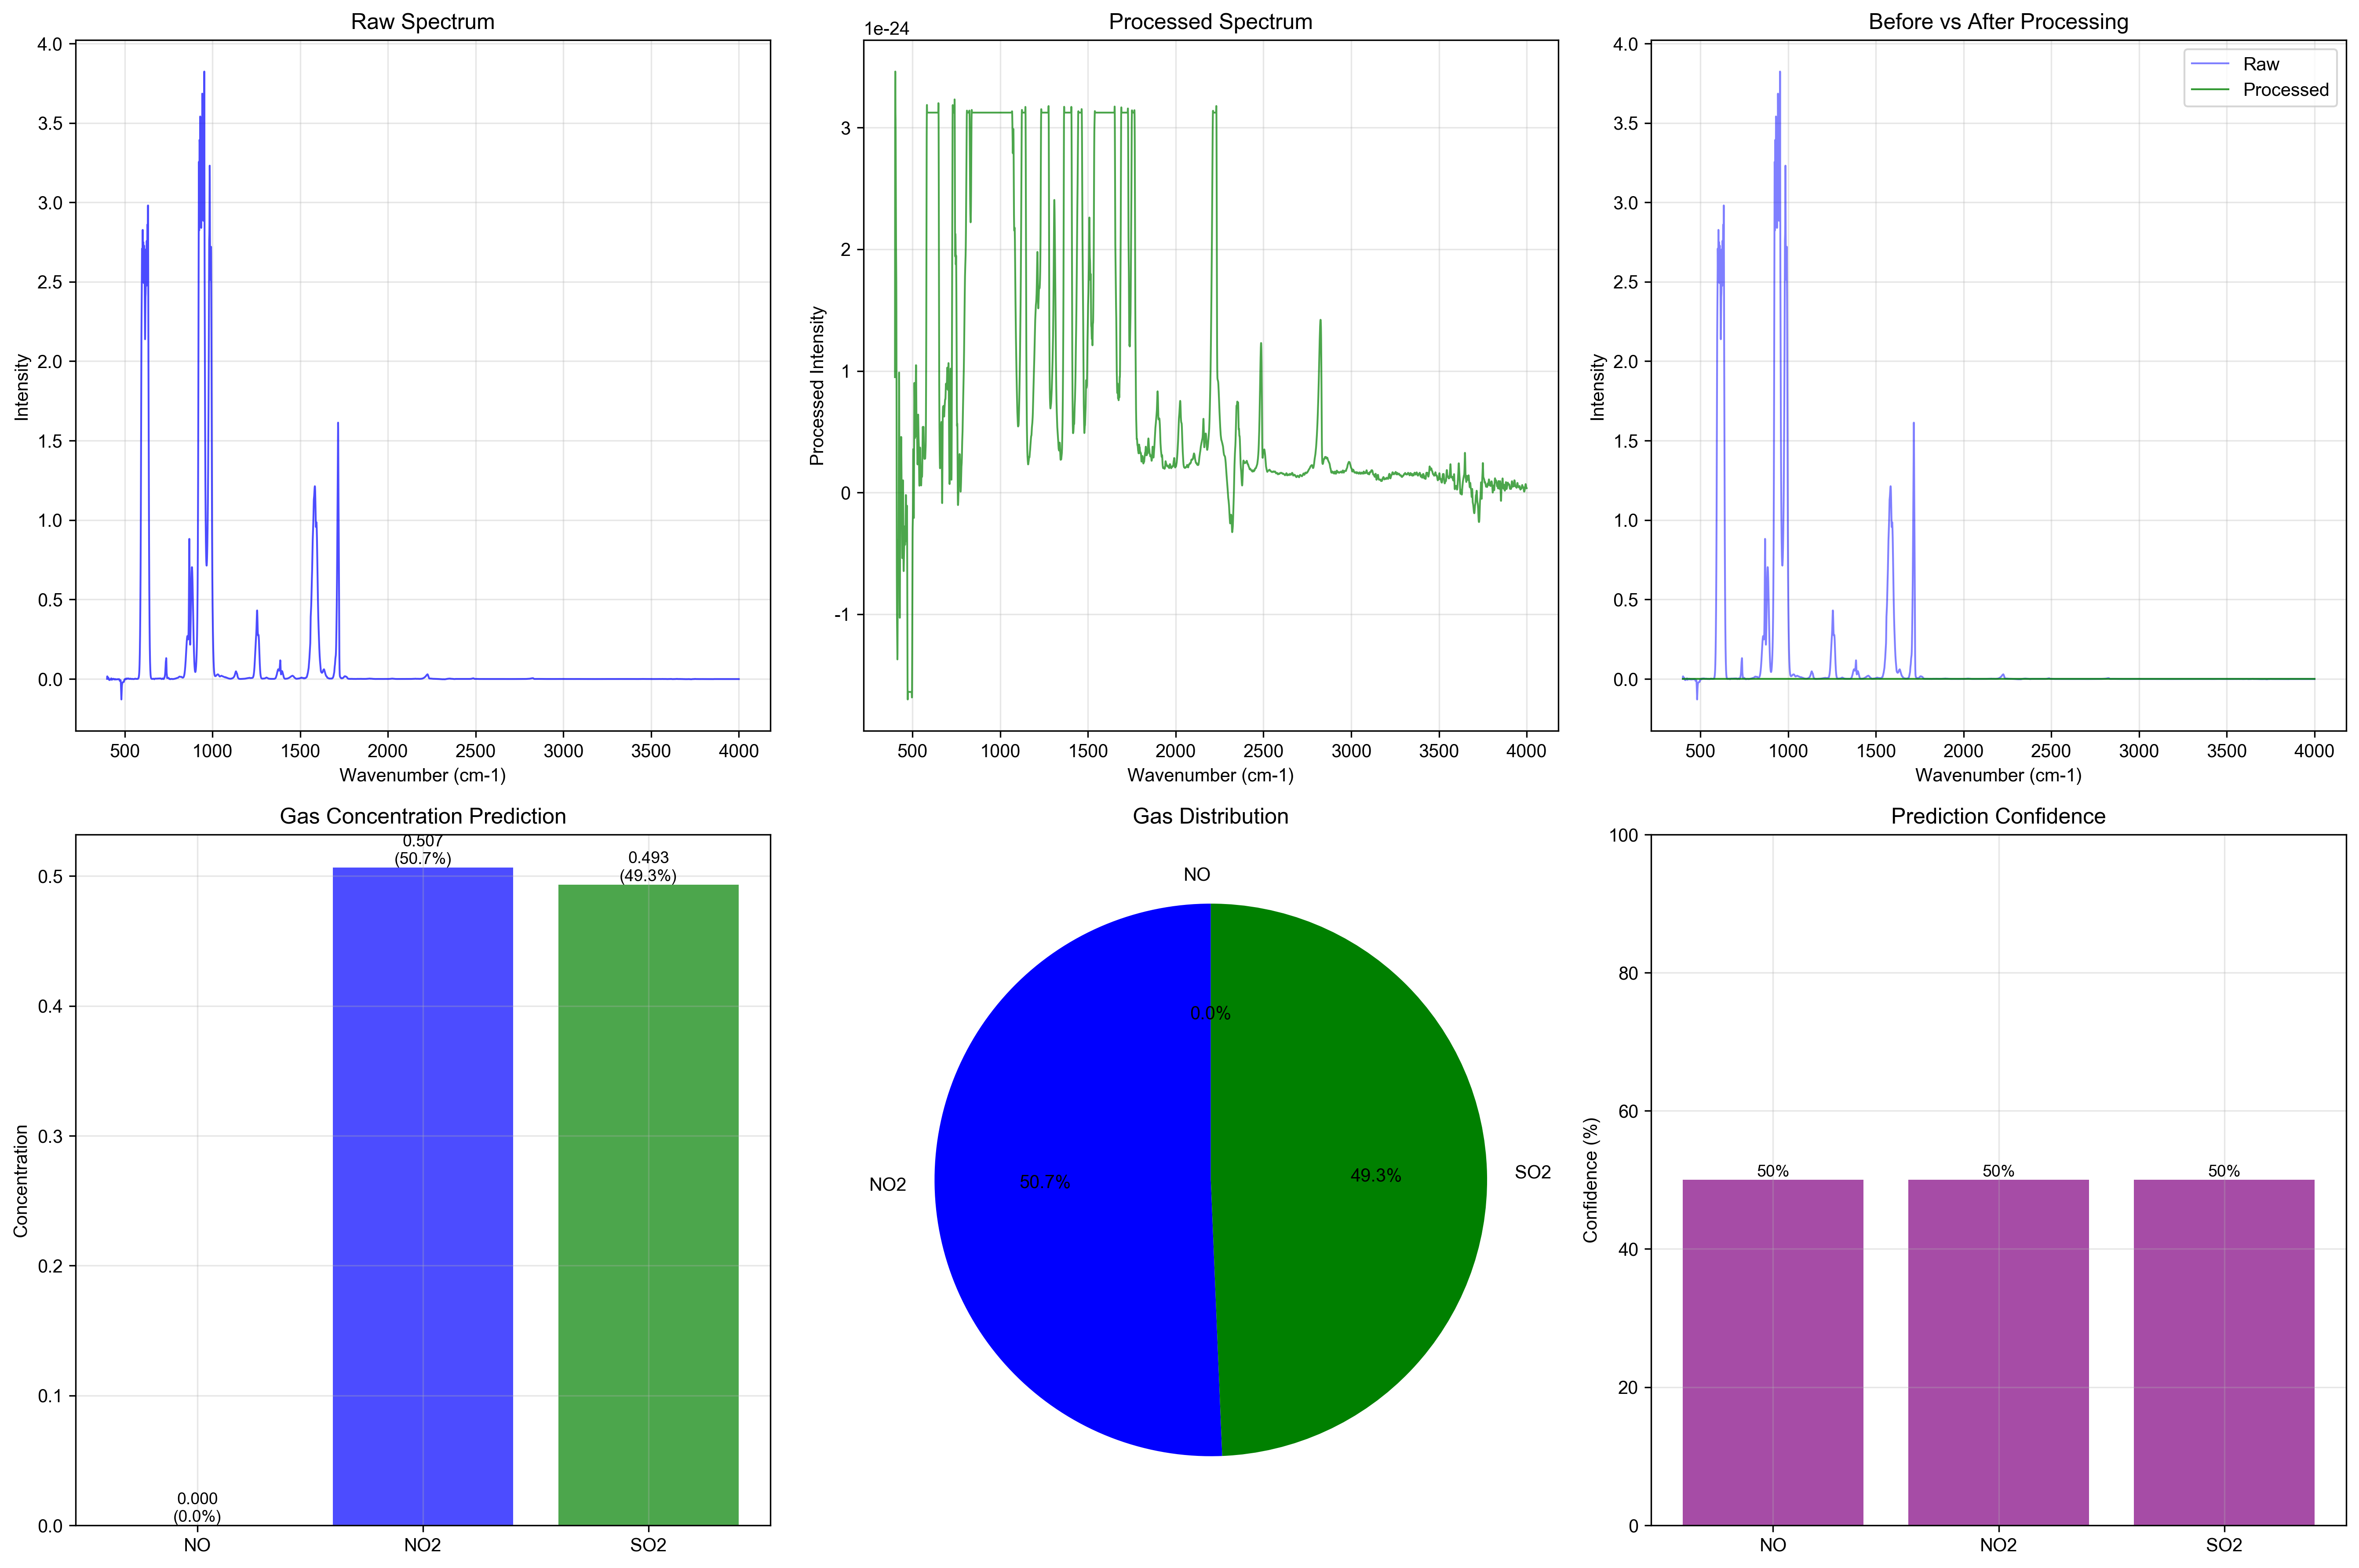 Raw Spectrum
4.0
3.5
3.0
2.5
2.0
1.5
1.0
0.5
0.0
Intensity
500 1000 1500 2000 2500 3000 3500 4000
Wavenumber (cm-1)
Processed Spectrum
1e-24
3
2
1
0
-1
Processed Intensity
500 1000 1500 2000 2500 3000 3500 4000
Wavenumber (cm-1)
Before vs After Processing
Raw
Processed
4.0
3.5
3.0
2.5
2.0
1.5
1.0
0.5
0.0
Intensity
500 1000 1500 2000 2500 3000 3500 4000
Wavenumber (cm-1)
Gas Concentration Prediction
0.507
(50.7%)
0.493
(49.3%)
0.000
(0.0%)
0.5
0.4
0.3
0.2
0.1
0.0
Concentration
NO NO2 SO2
Gas Distribution
NO
0.0%
NO2
50.7%
49.3%
SO2
Prediction Confidence
100
80
60
40
20
0
Confidence (%)
50% 50% 50%
NO NO2 SO2